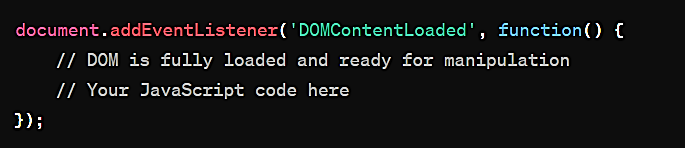 document.addEventListener('DOMContentLoaded', function() {
    // DOM is fully loaded and ready for manipulation
    // Your JavaScript code here
});